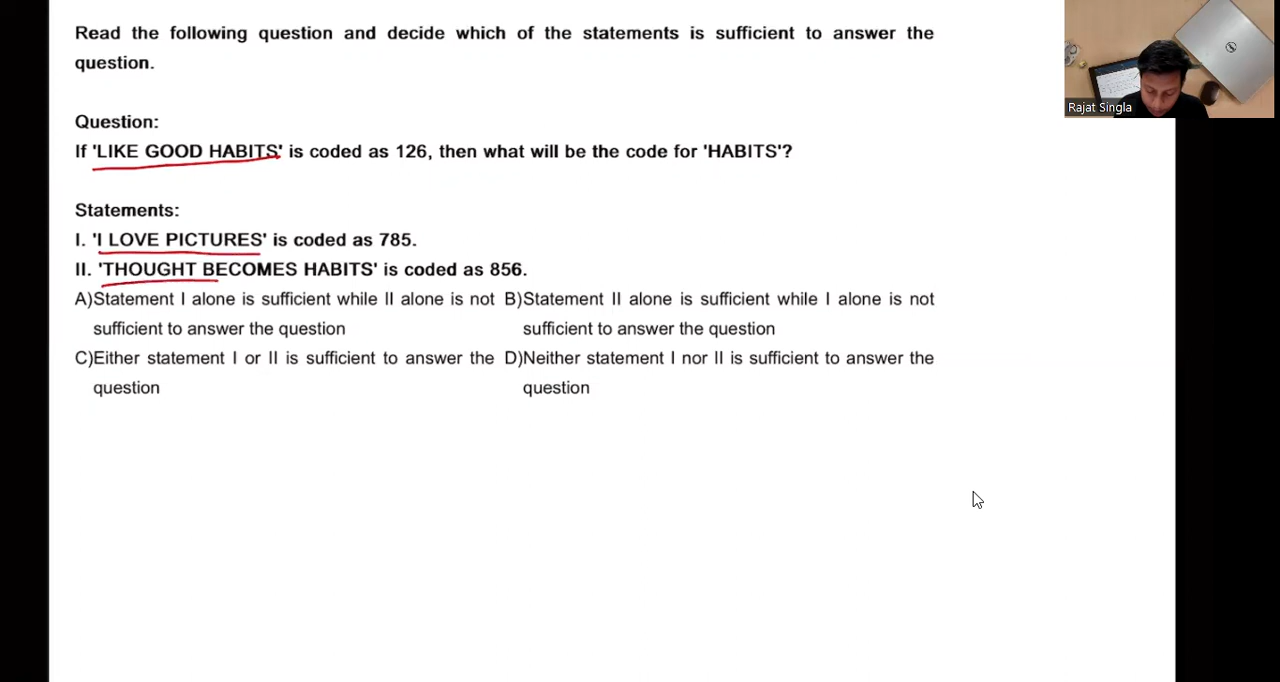 Read the following question and decide which of the statements is sufficient to answer the
question.
Question:
If 'LIKE GOOD HABITS' is coded as 126, then what will be the code for 'HABITS'?
Statements:
I. 'I LOVE PICTURES' is coded as 785.
II. 'THOUGHT BECOMES HABITS' is coded as 856.
A)Statement I alone is sufficient while II alone is not
sufficient to answer the question
B)Statement II alone is sufficient while I alone is not
sufficient to answer the question
C)Either statement I or II is sufficient to answer the
question
D)Neither statement I nor II is sufficient to answer the
question
Rajat Singla